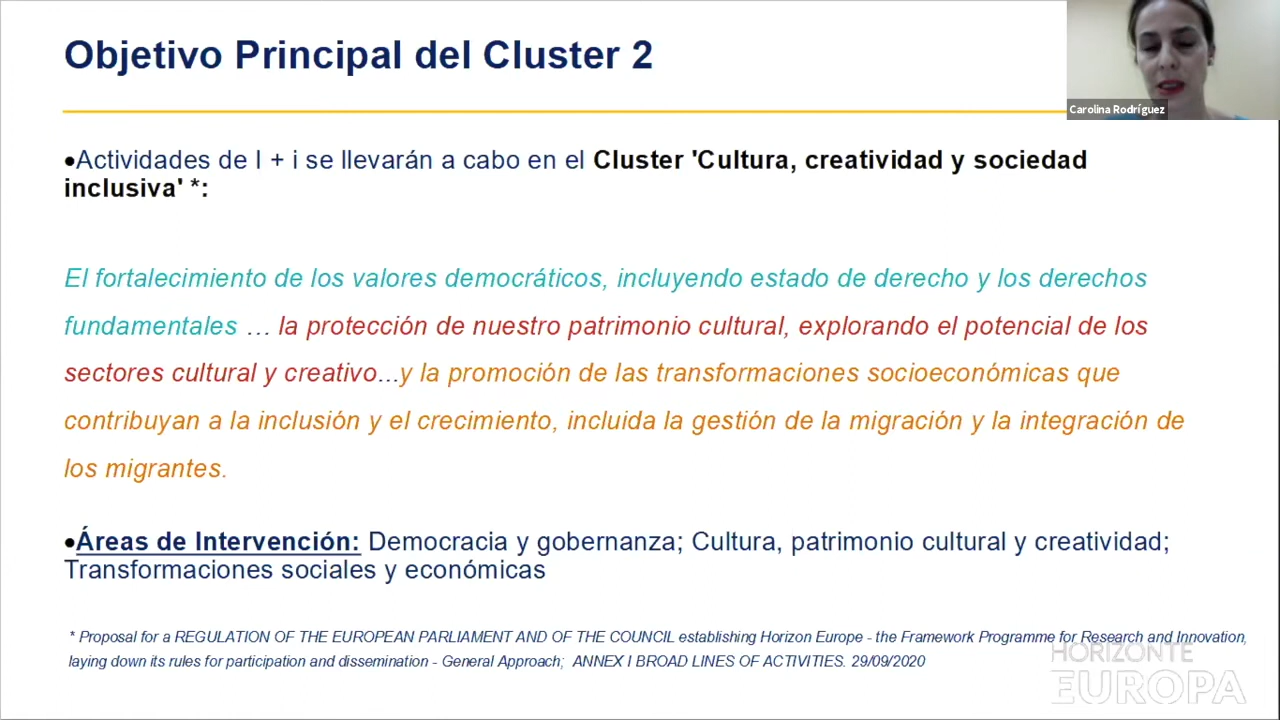 Objetivo Principal del Cluster 2
Carolina Rodríguez
•Actividades de I + i se llevarán a cabo en el Cluster 'Cultura, creatividad y sociedad
inclusiva' *:
El fortalecimiento de los valores democráticos, incluyendo estado de derecho y los derechos
fundamentales … la protección de nuestro patrimonio cultural, explorando el potencial de los
sectores cultural y creativo...y la promoción de las transformaciones socioeconómicas que
contribuyan a la inclusión y el crecimiento, incluida la gestión de la migración y la integración de
los migrantes.
•Áreas de Intervención: Democracia y gobernanza; Cultura, patrimonio cultural y creatividad;
Transformaciones sociales y económicas
* Proposal for a REGULATION OF THE EUROPEAN PARLIAMENT AND OF THE COUNCIL establishing Horizon Europe - the Framework Programme for Research and Innovation,
laying down its rules for participation and dissemination - General Approach; ANNEX I BROAD LINES OF ACTIVITIES. 29/09/2020
HORIZONTE
EUROPA